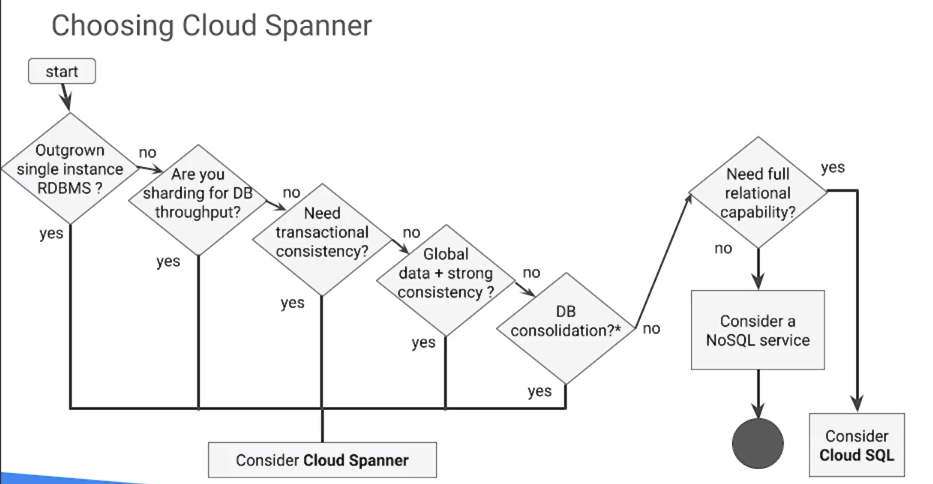 Choosing Cloud Spanner
start
Outgrown
single instance
RDBMS ?
no
yes
Are you
sharding for DB
throughput?
no
yes
Need
transactional
consistency?
no
yes
Global
data + strong
consistency ?
no
yes
DB
consolidation?*
no
yes
Need full
relational
capability?
yes
no
Consider a
NoSQL service
Consider
Cloud SQL
Consider Cloud Spanner